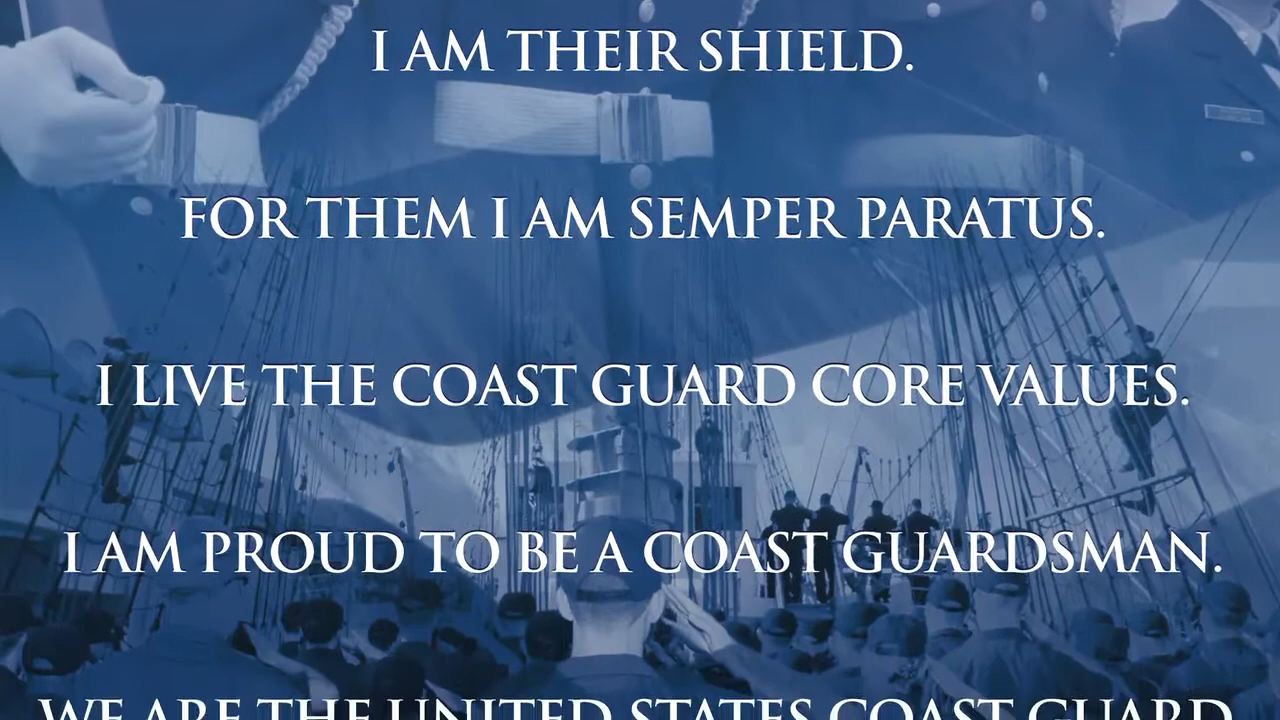 I AM THEIR SHIELD.
FOR THEM I AM SEMPER PARATUS.
I LIVE THE COAST GUARD CORE VALUES.
I AM PROUD TO BE A COAST GUARDSMAN.
WE ARE THE UNITED STATES COAST GUARD